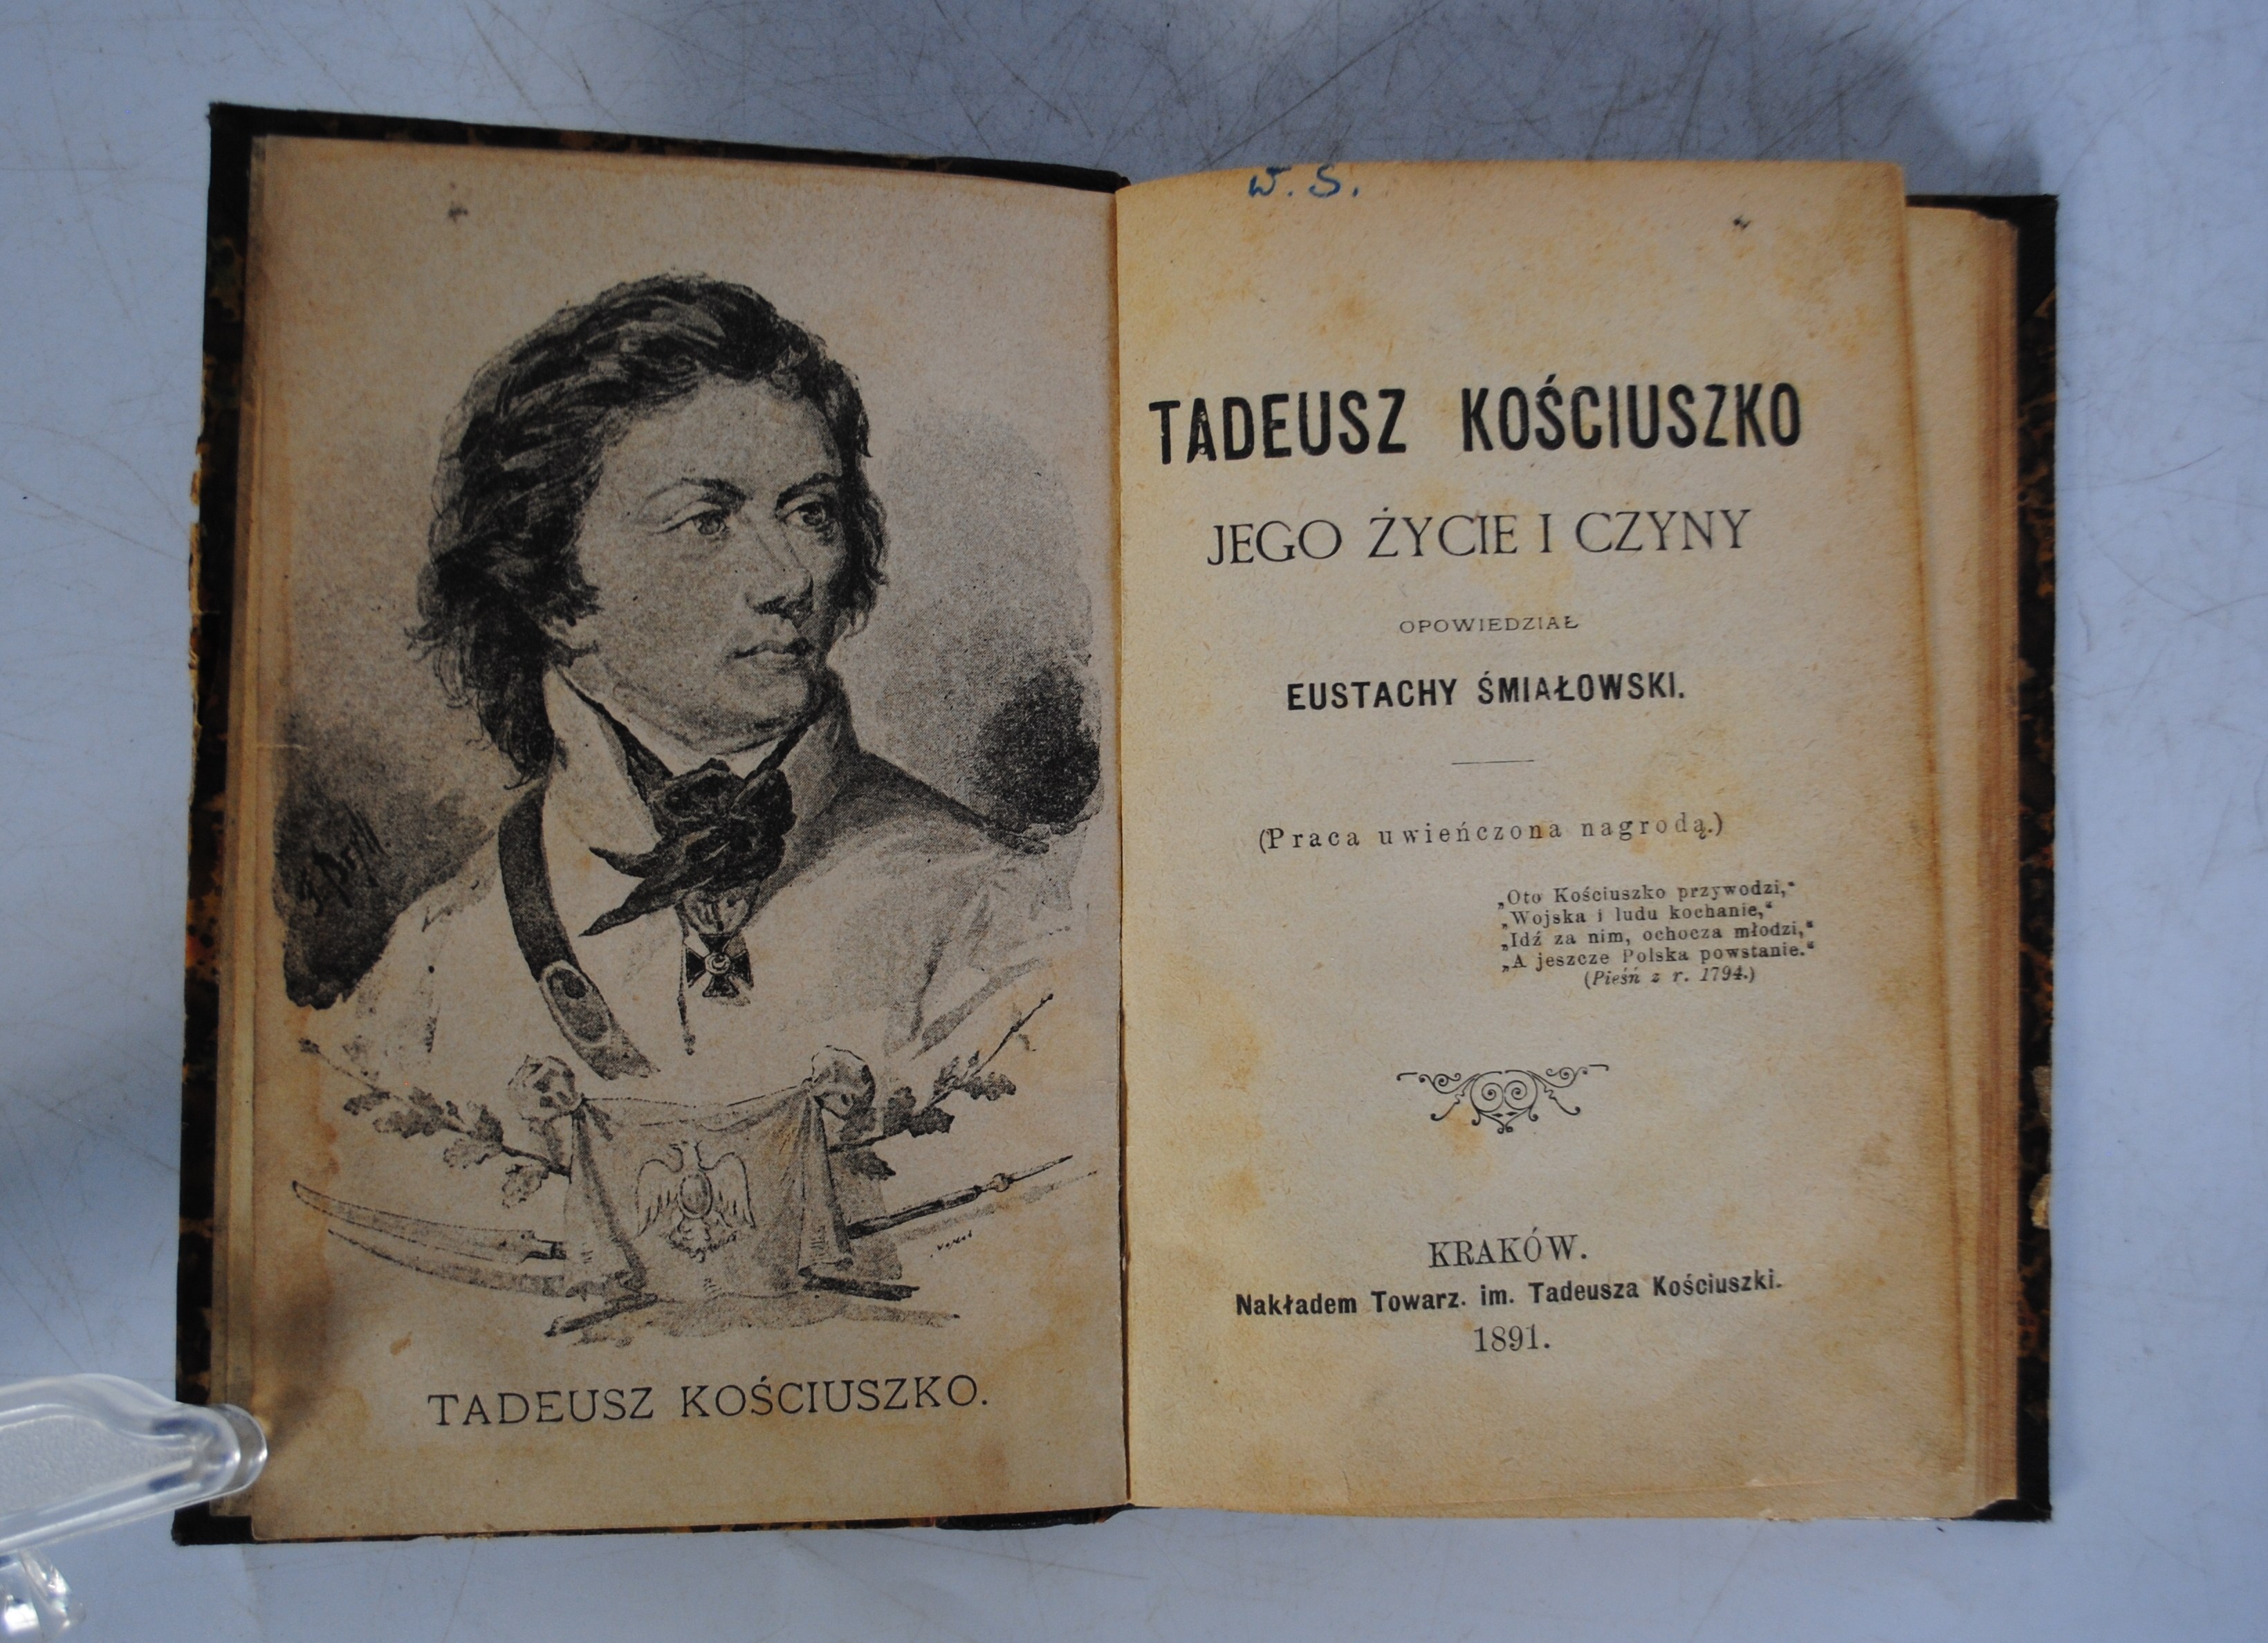 TADEUSZ KOŚCIUSZKO.
W. S.
TADEUSZ KOŚCIUSZKO
JEGO ŻYCIE I CZYNY
OPOWIEDZIAŁ
EUSTACHY ŚMIAŁOWSKI.
(Praca uwieńczona nagrodą.)
„Oto Kościuszko przywodzi,“
„Wojska i ludu kochanie,“
„Idź za nim, ochocza młodzi,“
„A jeszcze Polska powstanie.“
(Pieśń z r. 1794.)
KRAKÓW.
Nakładem Towarz. im. Tadeusza Kościuszki.
1891.